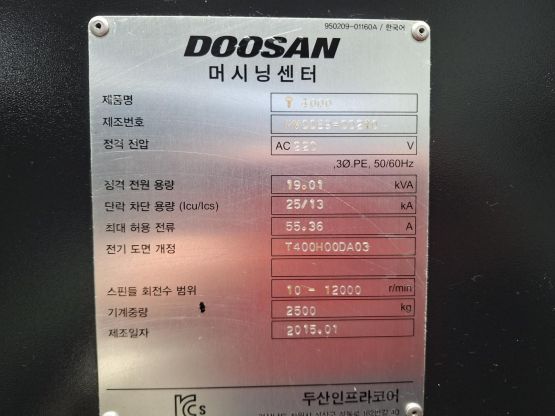 950209-01160A / 한국어
DOOSAN
머시닝센터
제품명 T 4000
제조번호
정격 전압 AC 220 V
,3Ø.PE, 50/60Hz
정격 전원 용량 19.01 kVA
단락 차단 용량 (Icu/Ics) 25/13 kA
최대 허용 전류 55.36 A
전기 도면 개정 T400H00DA03
스핀들 회전수 범위 10 - 12000 r/min
기계중량 2500 kg
제조일자 2015.01
두산인프라코어